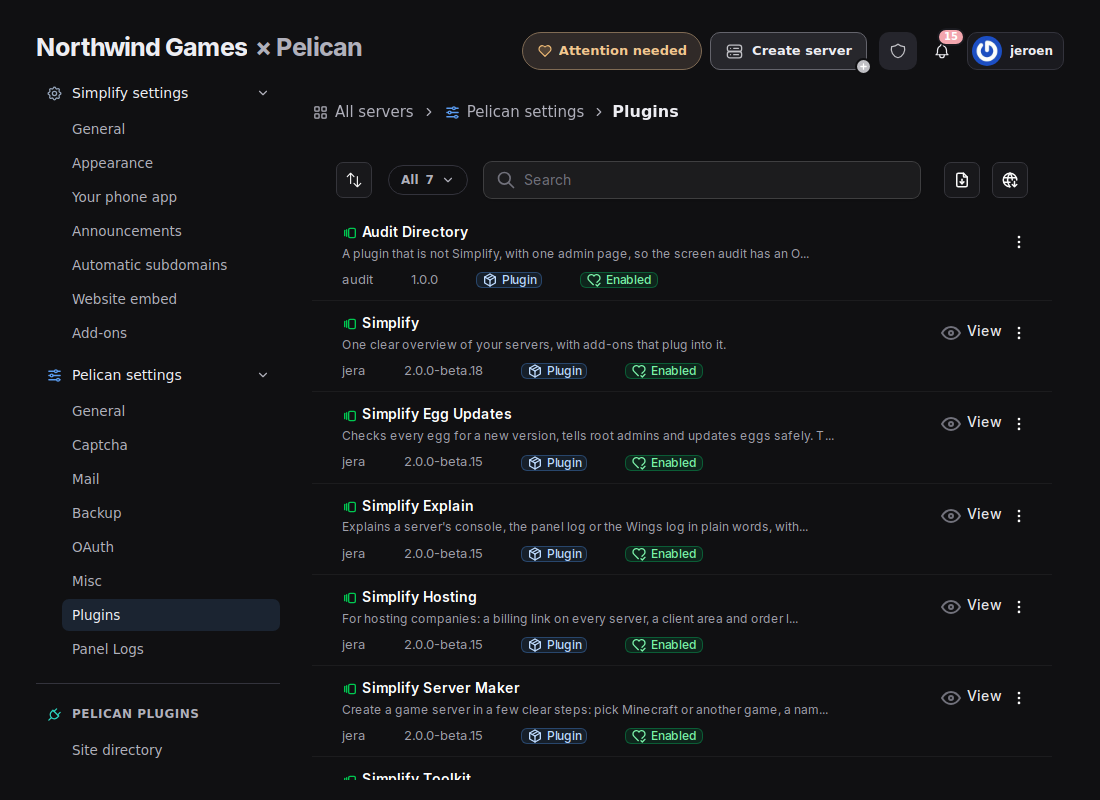 Northwind Games × Pelican
Attention needed
Create server
15
jeroen
Simplify settings
General
Appearance
Your phone app
Announcements
Automatic subdomains
Website embed
Add-ons
Pelican settings
General
Captcha
Mail
Backup
OAuth
Misc
Plugins
Panel Logs
PELICAN PLUGINS
Site directory
All servers > Pelican settings > Plugins
All 7
Search
Audit Directory
A plugin that is not Simplify, with one admin page, so the screen audit has an O...
audit 1.0.0 Plugin Enabled
Simplify
One clear overview of your servers, with add-ons that plug into it.
jera 2.0.0-beta.18 Plugin Enabled
View
Simplify Egg Updates
Checks every egg for a new version, tells root admins and updates eggs safely. T...
jera 2.0.0-beta.15 Plugin Enabled
View
Simplify Explain
Explains a server's console, the panel log or the Wings log in plain words, with...
jera 2.0.0-beta.15 Plugin Enabled
View
Simplify Hosting
For hosting companies: a billing link on every server, a client area and order l...
jera 2.0.0-beta.15 Plugin Enabled
View
Simplify Server Maker
Create a game server in a few clear steps: pick Minecraft or another game, a nam...
jera 2.0.0-beta.15 Plugin Enabled
View
Simplify Toolkit